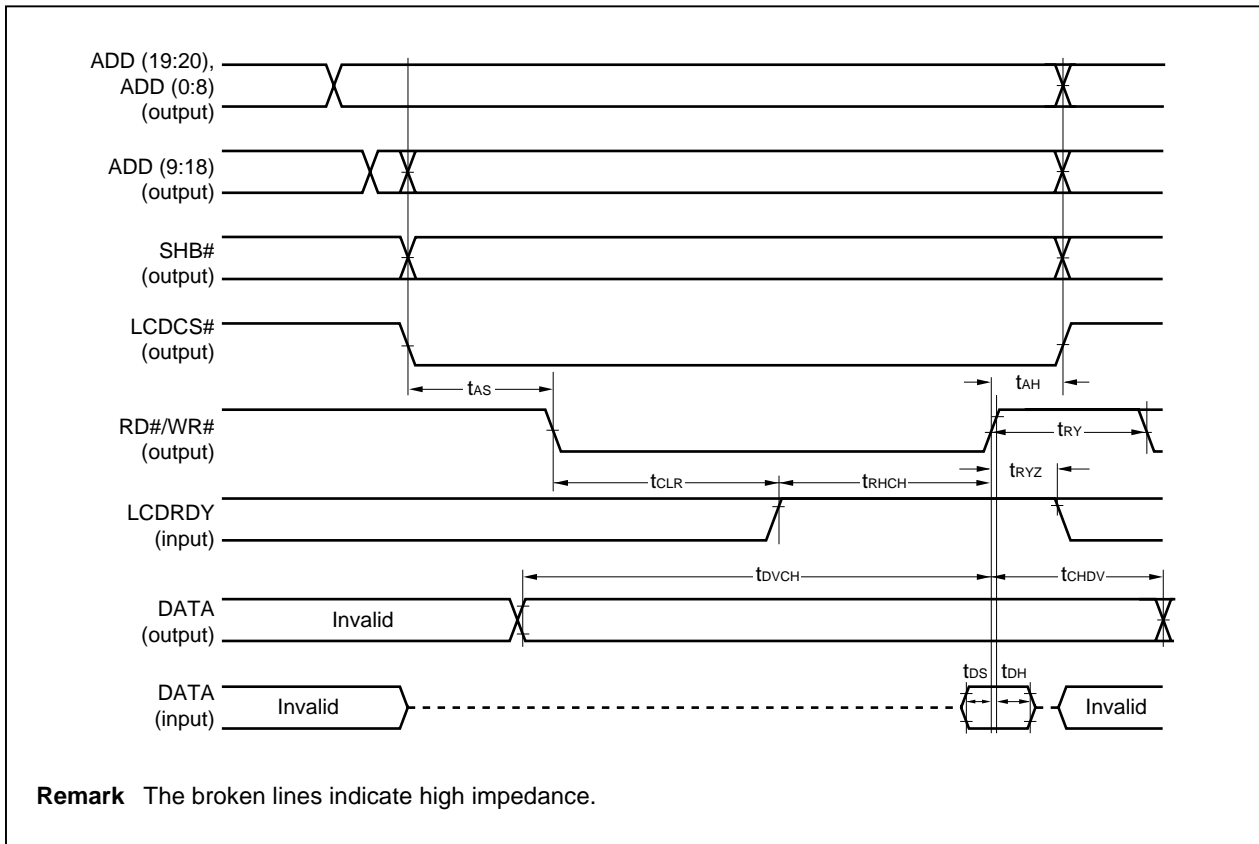 ADD (19:20),
ADD (0:8)
(output)
ADD (9:18)
(output)
SHB#
(output)
LCDCS#
(output)
tAS
tAH
RD#/WR#
(output)
tRY
tRYZ
tCLR
tRHCH
LCDRDY
(input)
tDVCH
tCHDV
DATA
(output)
Invalid
tDS
tDH
DATA
(input)
Invalid
Invalid
Remark The broken lines indicate high impedance.